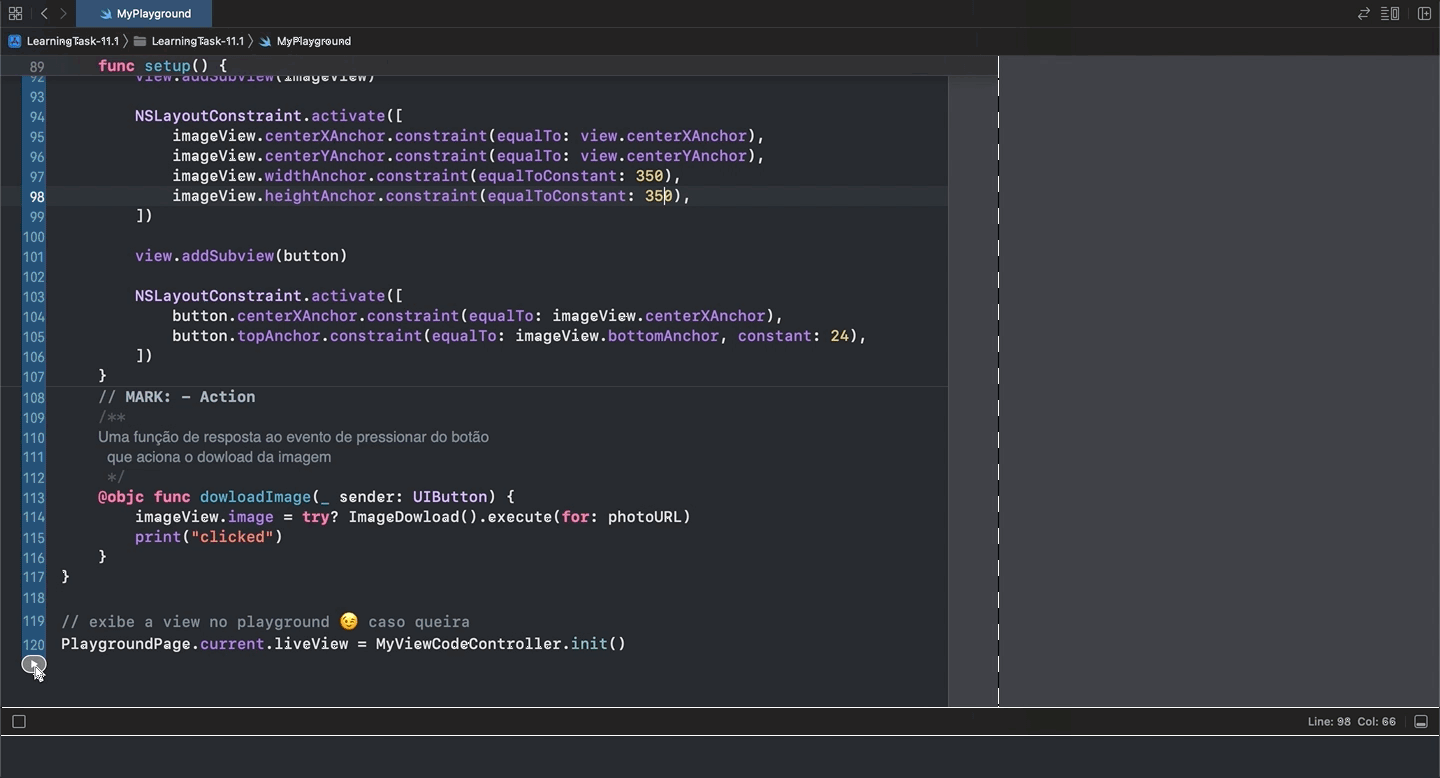 MyPlayground
LearningTask-11.1 〉 LearningTask-11.1 〉 MyPlayground
89 func setup() {
92 view.addSubview(imageView)
93
94 NSLayoutConstraint.activate([
95 imageView.centerXAnchor.constraint(equalTo: view.centerXAnchor),
96 imageView.centerYAnchor.constraint(equalTo: view.centerYAnchor),
97 imageView.widthAnchor.constraint(equalToConstant: 350),
98 imageView.heightAnchor.constraint(equalToConstant: 350),
99 ])
100
101 view.addSubview(button)
102
103 NSLayoutConstraint.activate([
104 button.centerXAnchor.constraint(equalTo: imageView.centerXAnchor),
105 button.topAnchor.constraint(equalTo: imageView.bottomAnchor, constant: 24),
106 ])
107 }
108 // MARK: - Action
109 /**
110 Uma função de resposta ao evento de pressionar do botão
111 que aciona o dowload da imagem
112 */
113 @objc func dowloadImage(_ sender: UIButton) {
114 imageView.image = try? ImageDowload().execute(for: photoURL)
115 print("clicked")
116 }
117 }
118
119 // exibe a view no playground 😉 caso queira
120 PlaygroundPage.current.liveView = MyViewCodeController.init()
Line: 98 Col: 66